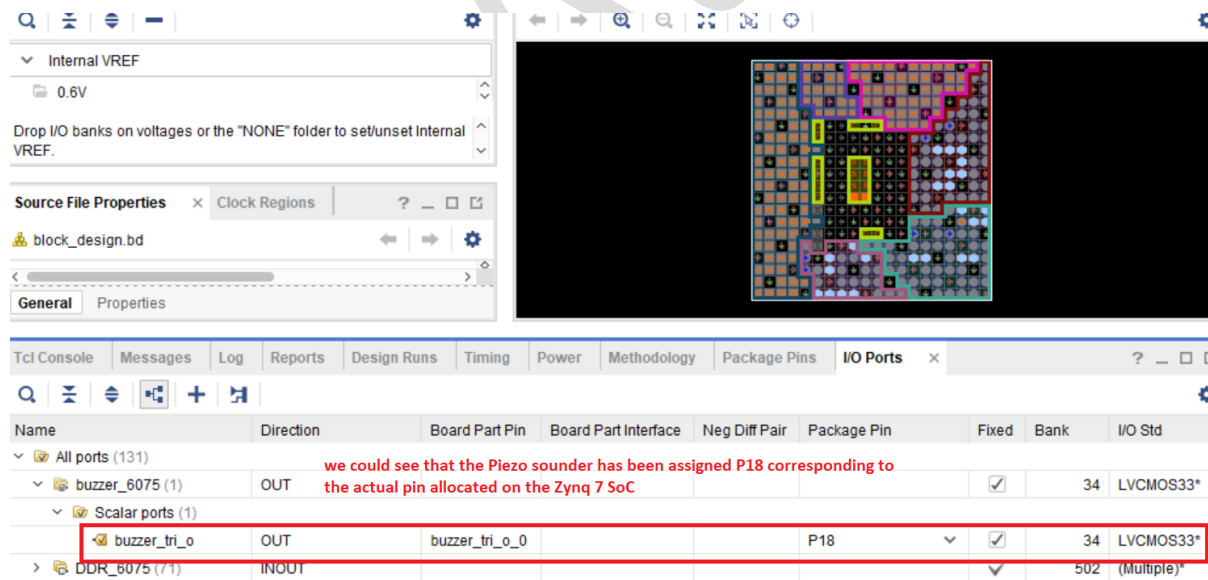 Internal VREF
0.6V
Drop I/O banks on voltages or the "NONE" folder to set/unset Internal
VREF.
Source File Properties × Clock Regions ?
block_design.bd
General Properties
Tcl Console Messages Log Reports Design Runs Timing Power Methodology Package Pins I/O Ports × ?
Name Direction Board Part Pin Board Part Interface Neg Diff Pair Package Pin Fixed Bank I/O Std
All ports (131)
we could see that the Piezo sounder has been assigned P18 corresponding to
the actual pin allocated on the Zynq 7 SoC
buzzer_6075 (1) OUT 34 LVCMOS33*
Scalar ports (1)
buzzer_tri_o OUT buzzer_tri_o_0 P18 34 LVCMOS33*
DDR_6075 (71) INOUT 502 (Multiple)*